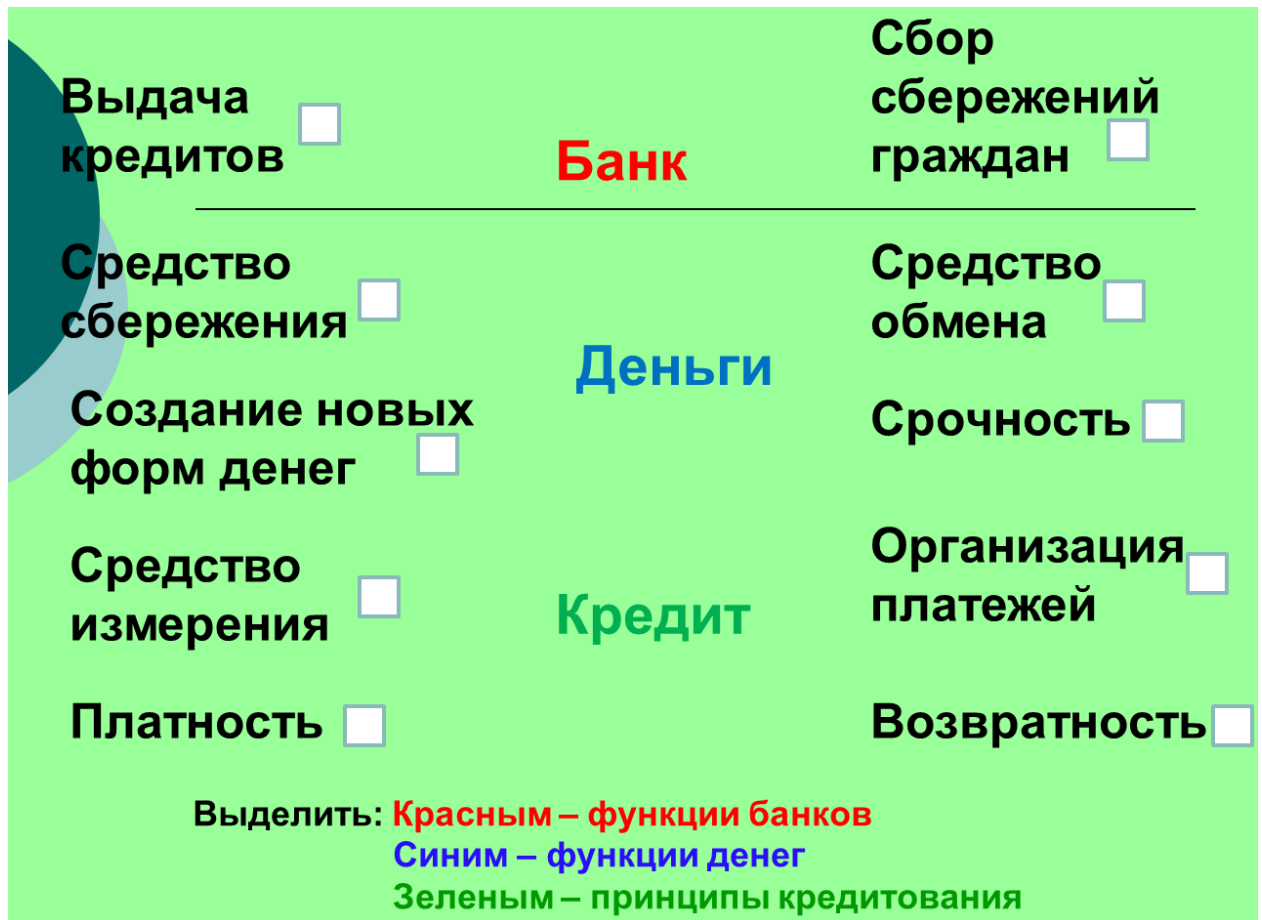 Выдача
кредитов
Банк
Сбор
сбережений
граждан
Средство
сбережения
Средство
обмена
Деньги
Создание новых
форм денег
Срочность
Средство
измерения
Кредит
Организация
платежей
Платность
Возвратность
Выделить: Красным – функции банков
Синим – функции денег
Зеленым – принципы кредитования